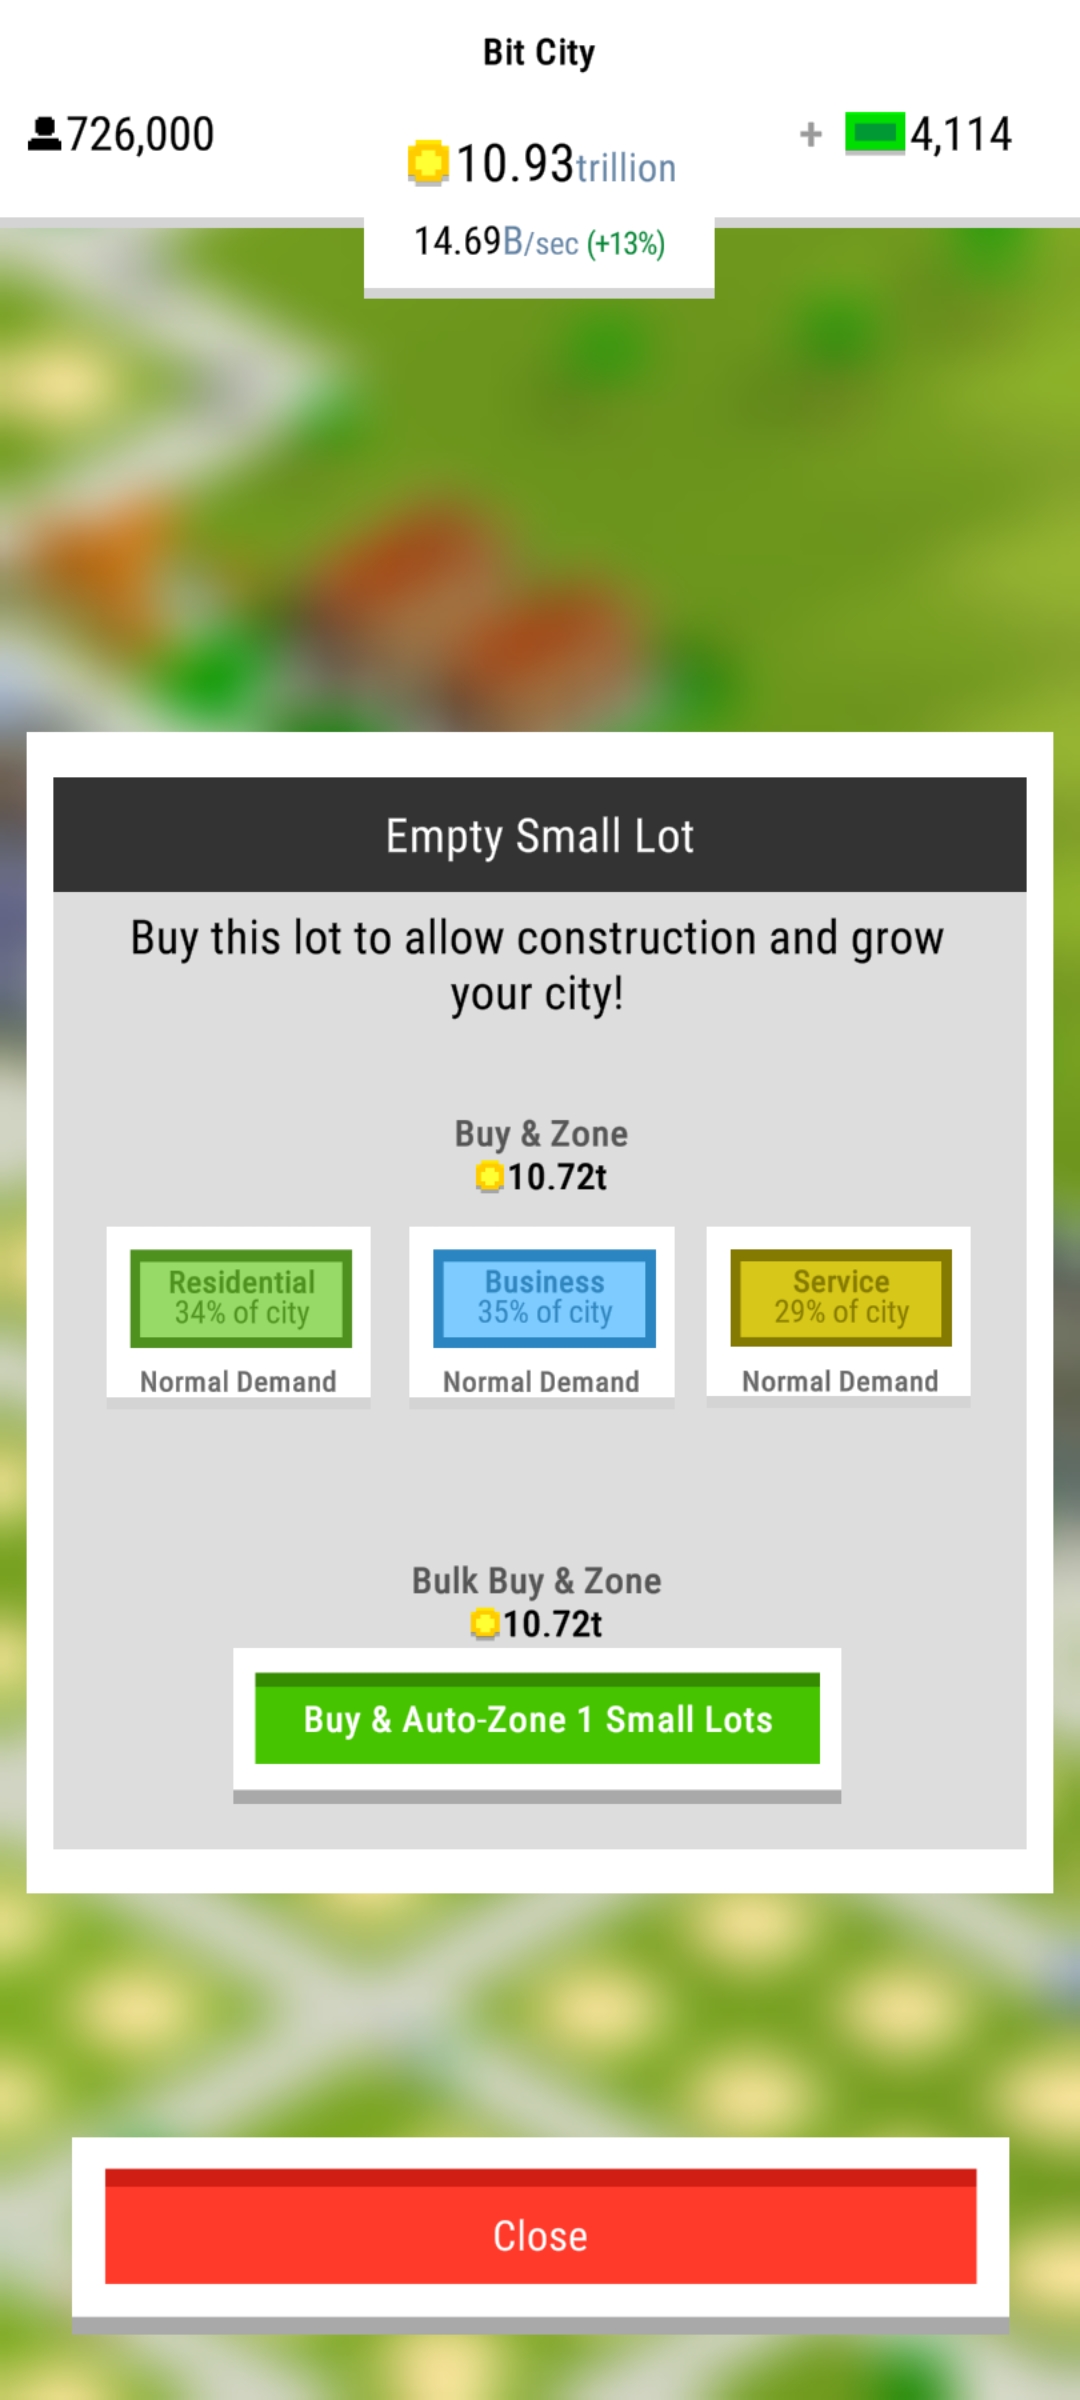 Bit City
726,000
+ 4,114
10.93trillion
14.69B/sec (+13%)
Empty Small Lot
Buy this lot to allow construction and grow
your city!
Buy & Zone
10.72t
Residential
34% of city
Normal Demand
Business
35% of city
Normal Demand
Service
29% of city
Normal Demand
Bulk Buy & Zone
10.72t
Buy & Auto-Zone 1 Small Lots
Close